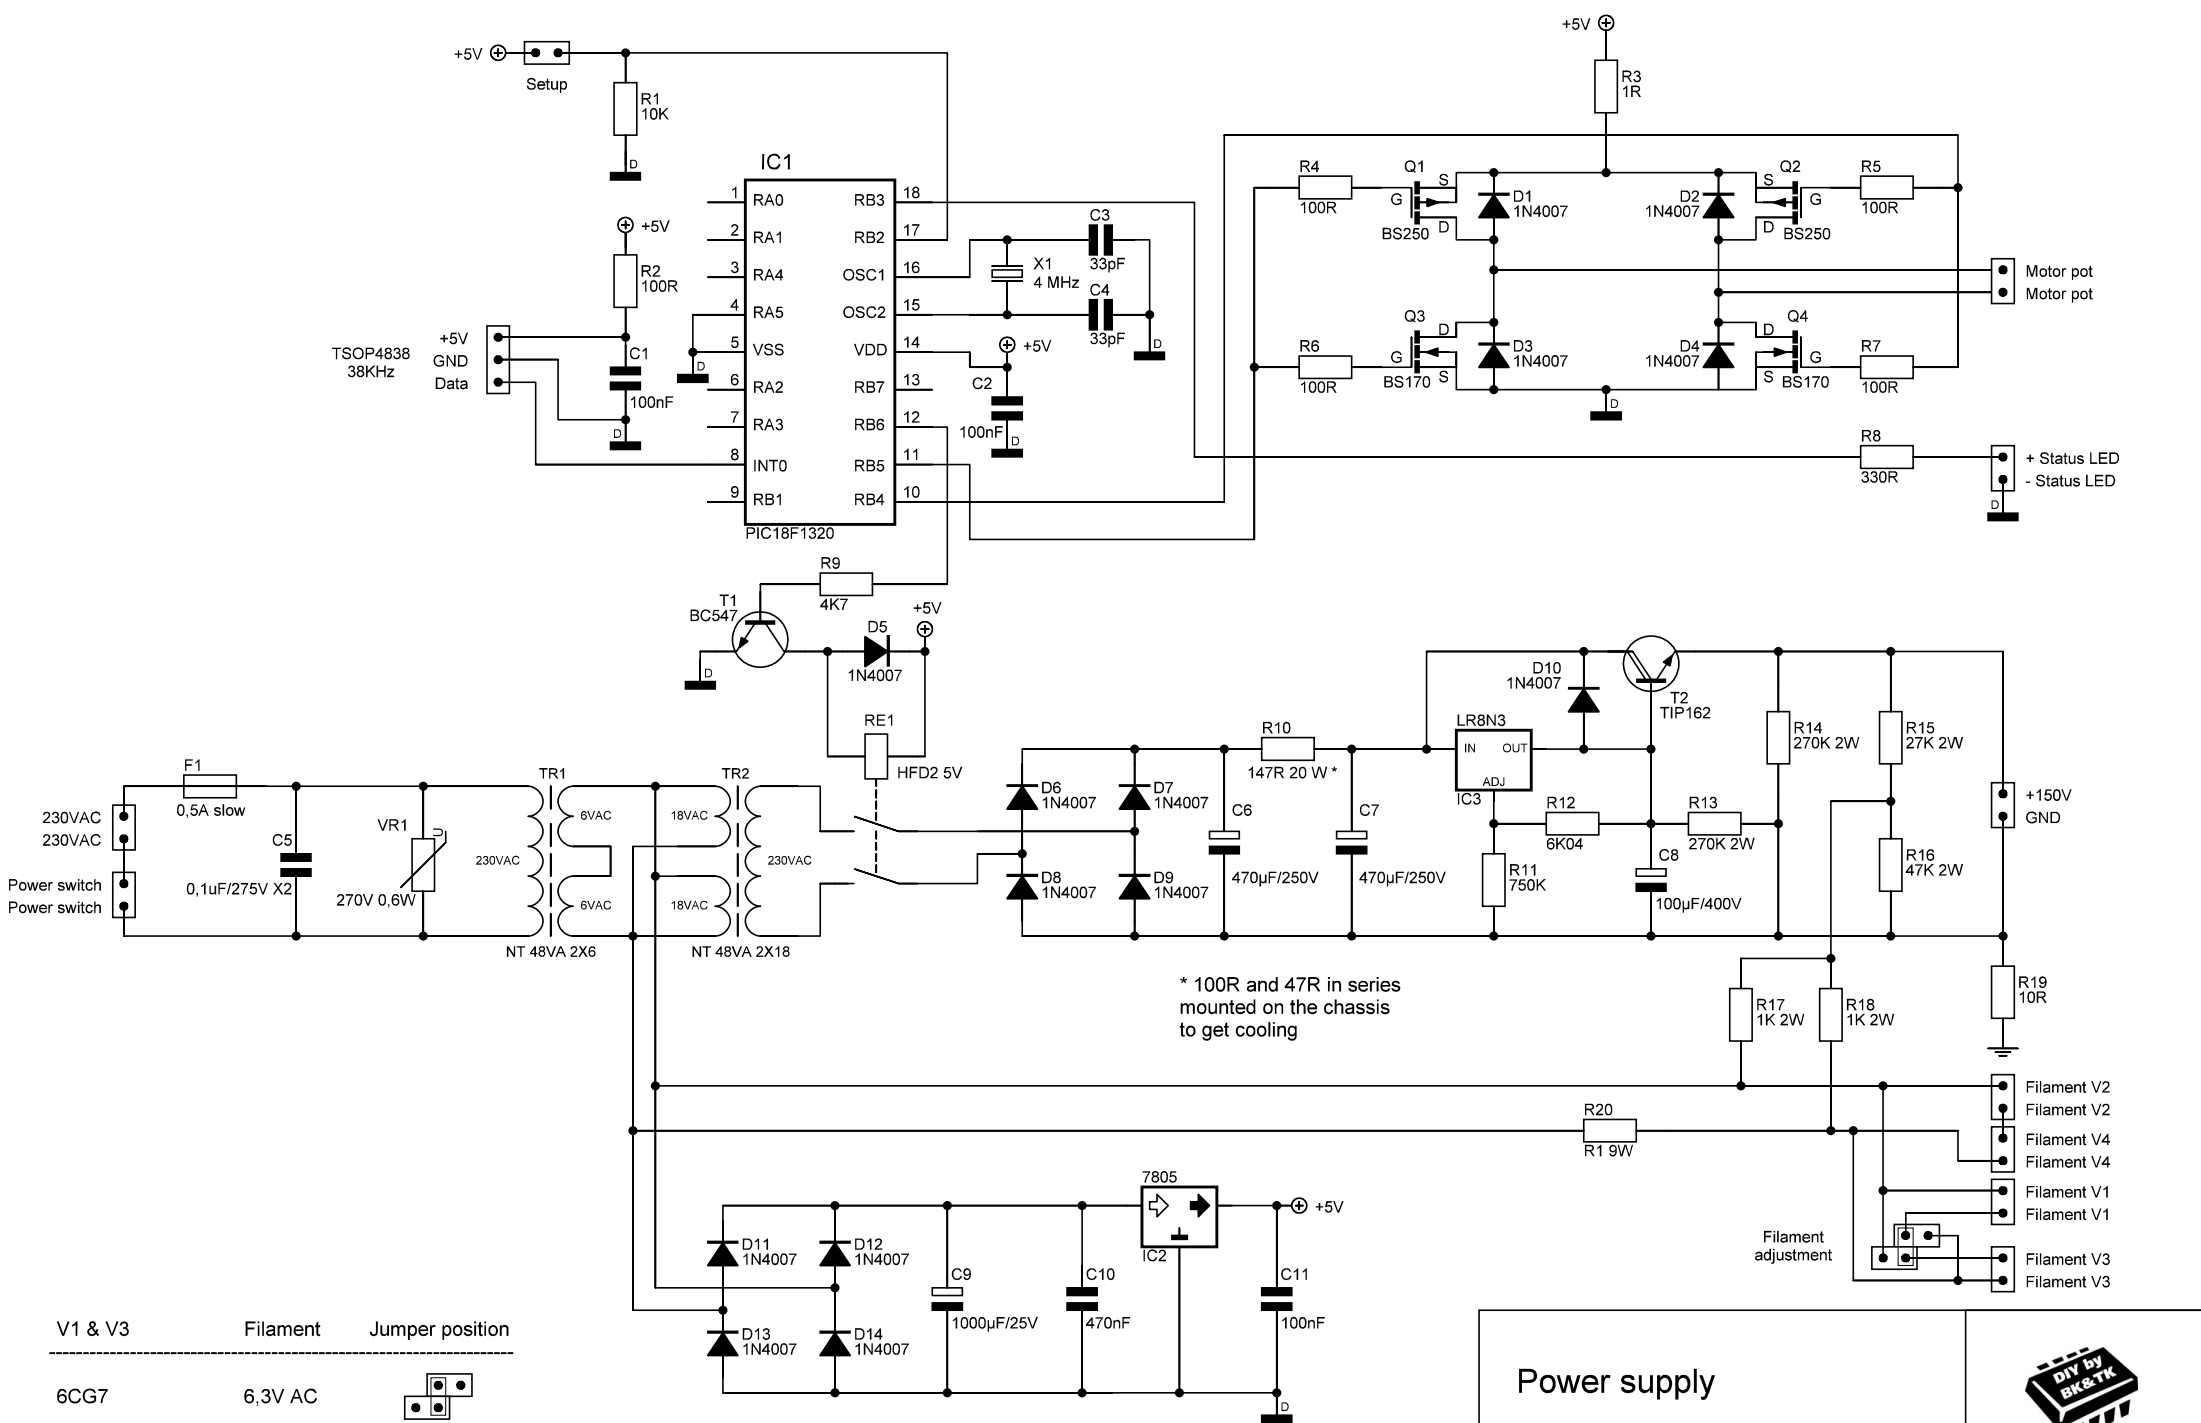 +5V
Setup
R1
10K
D
+5V
R3
1R
IC1
1 RA0 RB3 18
2 RA1 RB2 17
3 RA4 OSC1 16
4 RA5 OSC2 15
5 VSS VDD 14
6 RA2 RB7 13
7 RA3 RB6 12
8 INT0 RB5 11
9 RB1 RB4 10
PIC18F1320
+5V
R2
100R
TSOP4838
38KHz
+5V
GND
Data
C1
100nF
D
D
C3
33pF
X1
4 MHz
C4
33pF
D
+5V
C2
100nF
D
R4
100R
Q1
S
G
D
BS250
D1
1N4007
D2
1N4007
Q2
S
G
D
BS250
R5
100R
Motor pot
Motor pot
R6
100R
Q3
D
G
S
BS170
D3
1N4007
D4
1N4007
Q4
D
G
S
BS170
R7
100R
D
R8
330R
+ Status LED
- Status LED
D
R9
4K7
T1
BC547
D
D5
1N4007
+5V
RE1
HFD2 5V
230VAC
230VAC
Power switch
Power switch
F1
0,5A slow
C5
0,1uF/275V X2
VR1
U
270V 0,6W
TR1
230VAC
6VAC
6VAC
NT 48VA 2X6
TR2
18VAC
18VAC
230VAC
NT 48VA 2X18
D6
1N4007
D7
1N4007
D8
1N4007
D9
1N4007
C6
470µF/250V
R10
147R 20 W *
C7
470µF/250V
LR8N3
IN OUT
ADJ
IC3
D10
1N4007
T2
TIP162
R12
6K04
R13
270K 2W
R11
750K
C8
100µF/400V
R14
270K 2W
R15
27K 2W
R16
47K 2W
+150V
GND
* 100R and 47R in series
mounted on the chassis
to get cooling
R17
1K 2W
R18
1K 2W
R19
10R
R20
R1 9W
Filament V2
Filament V2
Filament V4
Filament V4
Filament V1
Filament V1
Filament V3
Filament V3
Filament
adjustment
D11
1N4007
D12
1N4007
D13
1N4007
D14
1N4007
C9
1000µF/25V
C10
470nF
7805
IC2
C11
100nF
+5V
D
V1 & V3 Filament Jumper position
6CG7 6,3V AC
Power supply
DIY by
BK&TK